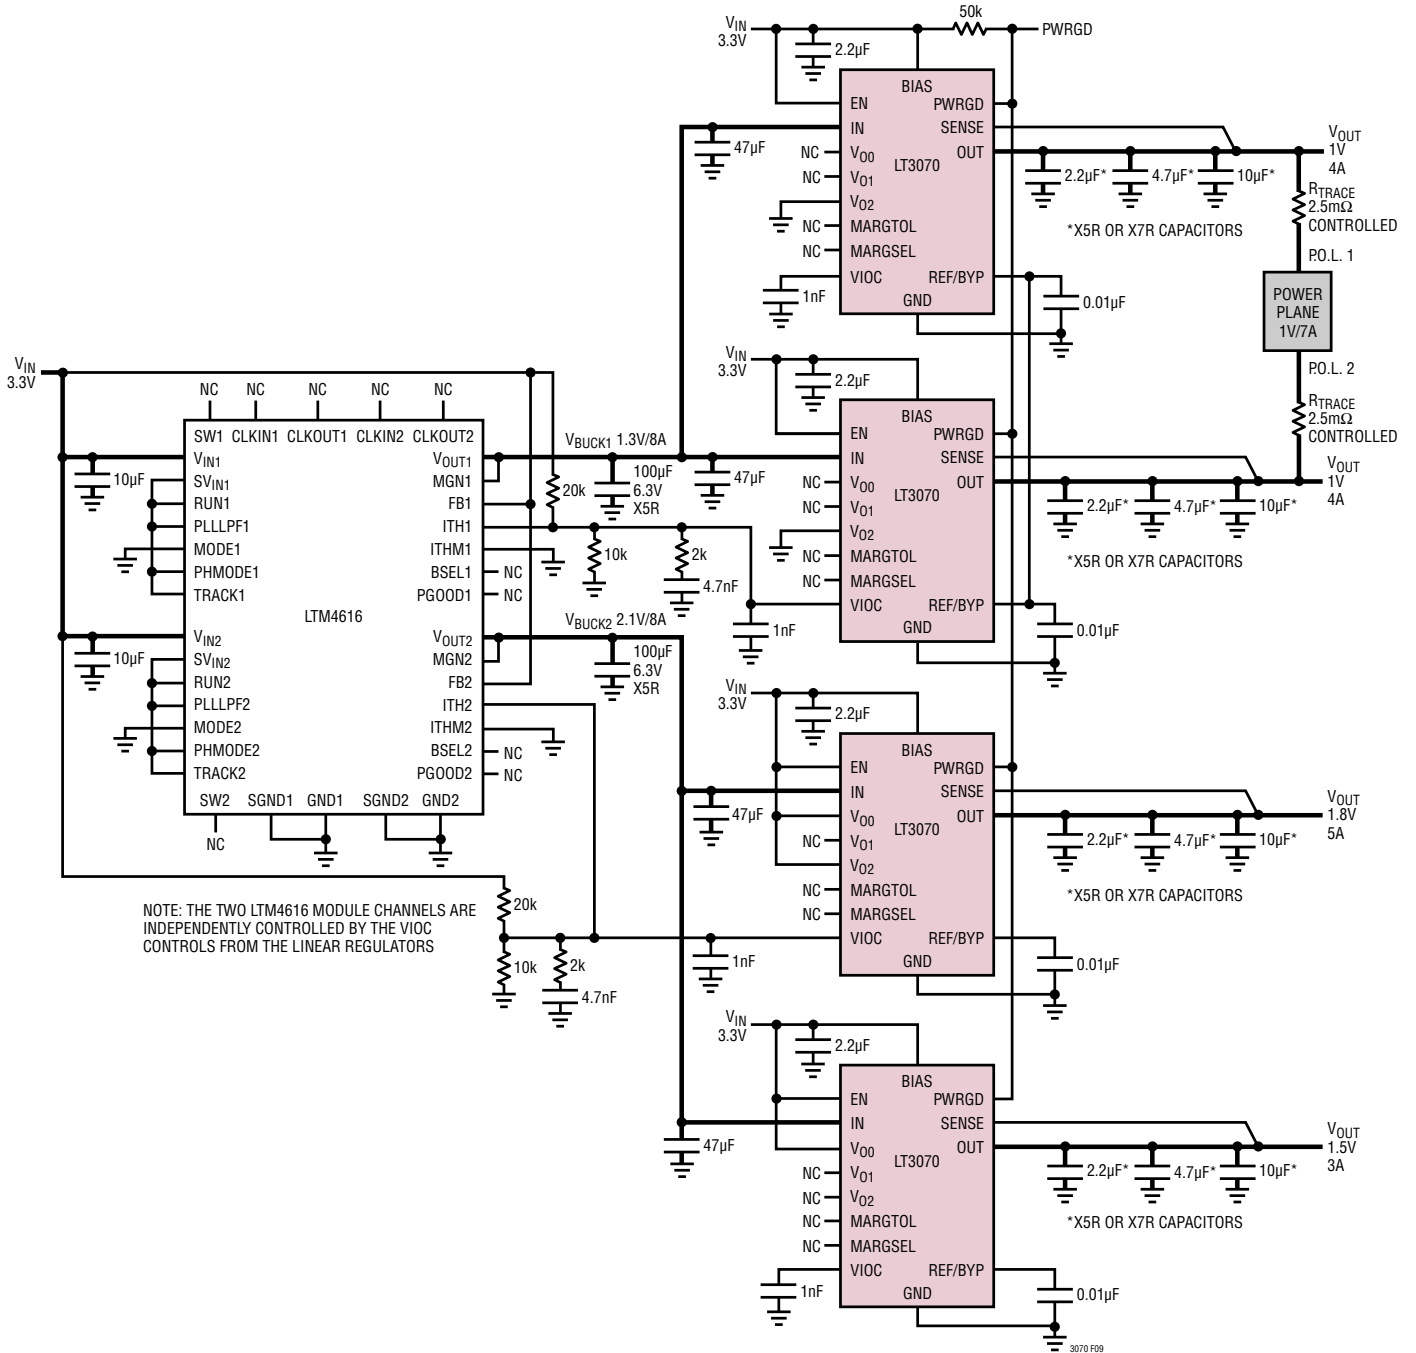 50k
VIN
3.3V
PWRGD
2.2µF
BIAS
EN
PWRGD
IN
SENSE
47µF
NC
VO0
LT3070
OUT
VOUT
1V
4A
NC
VO1
2.2µF*
4.7µF*
10µF*
VO2
RTRACE
2.5mΩ
CONTROLLED
NC
MARGTOL
*X5R OR X7R CAPACITORS
NC
MARGSEL
P.O.L. 1
VIOC
REF/BYP
1nF
GND
0.01µF
POWER
PLANE
1V/7A
VIN
3.3V
2.2µF
P.O.L. 2
BIAS
RTRACE
2.5mΩ
CONTROLLED
EN
PWRGD
IN
SENSE
47µF
NC
VO0
LT3070
OUT
VOUT
1V
4A
NC
VO1
2.2µF*
4.7µF*
10µF*
VO2
NC
MARGTOL
*X5R OR X7R CAPACITORS
NC
MARGSEL
VIOC
REF/BYP
1nF
GND
0.01µF
VIN
3.3V
NC
NC
NC
NC
NC
SW1
CLKIN1
CLKOUT1
CLKIN2
CLKOUT2
10µF
VIN1
SVIN1
RUN1
PLLLPF1
MODE1
PHMODE1
TRACK1
LTM4616
VOUT1
MGN1
FB1
ITH1
ITHM1
BSEL1
NC
PGOOD1
NC
VBUCK1 1.3V/8A
20k
100µF
6.3V
X5R
10k
2k
4.7nF
10µF
VIN2
SVIN2
RUN2
PLLLPF2
MODE2
PHMODE2
TRACK2
VOUT2
MGN2
FB2
ITH2
ITHM2
BSEL2
NC
PGOOD2
NC
VBUCK2 2.1V/8A
100µF
6.3V
X5R
SW2
SGND1
GND1
SGND2
GND2
NC
NOTE: THE TWO LTM4616 MODULE CHANNELS ARE
INDEPENDENTLY CONTROLLED BY THE VIOC
CONTROLS FROM THE LINEAR REGULATORS
20k
10k
2k
4.7nF
VIN
3.3V
2.2µF
BIAS
EN
PWRGD
IN
SENSE
47µF
VO0
LT3070
OUT
VOUT
1.8V
5A
NC
VO1
2.2µF*
4.7µF*
10µF*
VO2
NC
MARGTOL
*X5R OR X7R CAPACITORS
NC
MARGSEL
VIOC
REF/BYP
1nF
GND
0.01µF
VIN
3.3V
2.2µF
BIAS
EN
PWRGD
IN
SENSE
47µF
VO0
LT3070
OUT
VOUT
1.5V
3A
NC
VO1
2.2µF*
4.7µF*
10µF*
NC
VO2
NC
MARGTOL
*X5R OR X7R CAPACITORS
NC
MARGSEL
VIOC
REF/BYP
1nF
GND
0.01µF
3070 F09